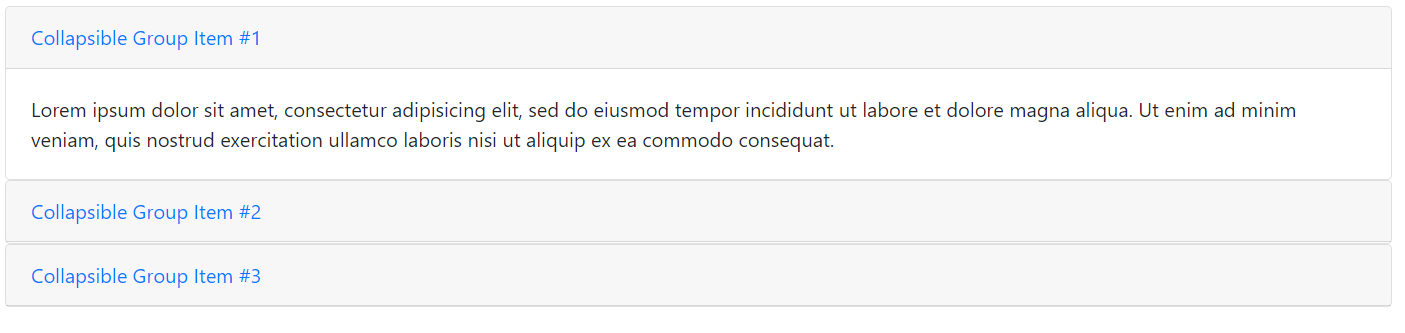 Collapsible Group Item #1
Lorem ipsum dolor sit amet, consectetur adipisicing elit, sed do eiusmod tempor incididunt ut labore et dolore magna aliqua. Ut enim ad minim
veniam, quis nostrud exercitation ullamco laboris nisi ut aliquip ex ea commodo consequat.
Collapsible Group Item #2
Collapsible Group Item #3